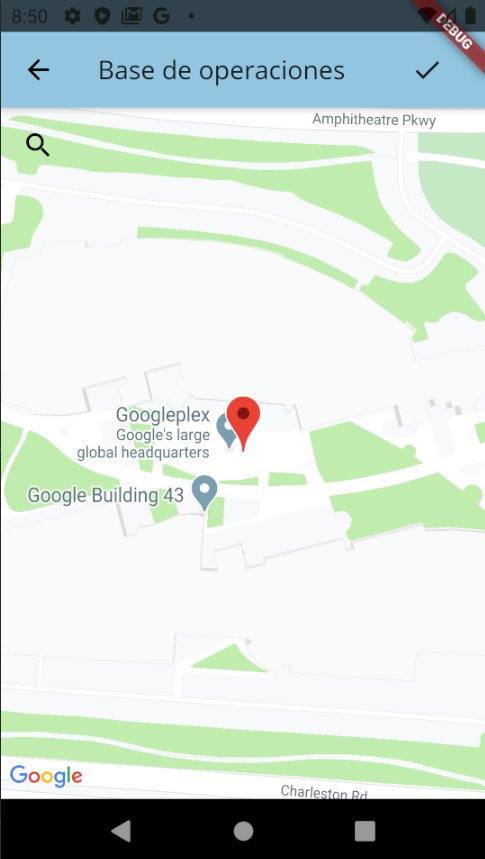 8:50
DEBUG
Base de operaciones
Amphitheatre Pkwy
Googleplex
Google's large
global headquarters
Google Building 43
Google
Charleston Rd